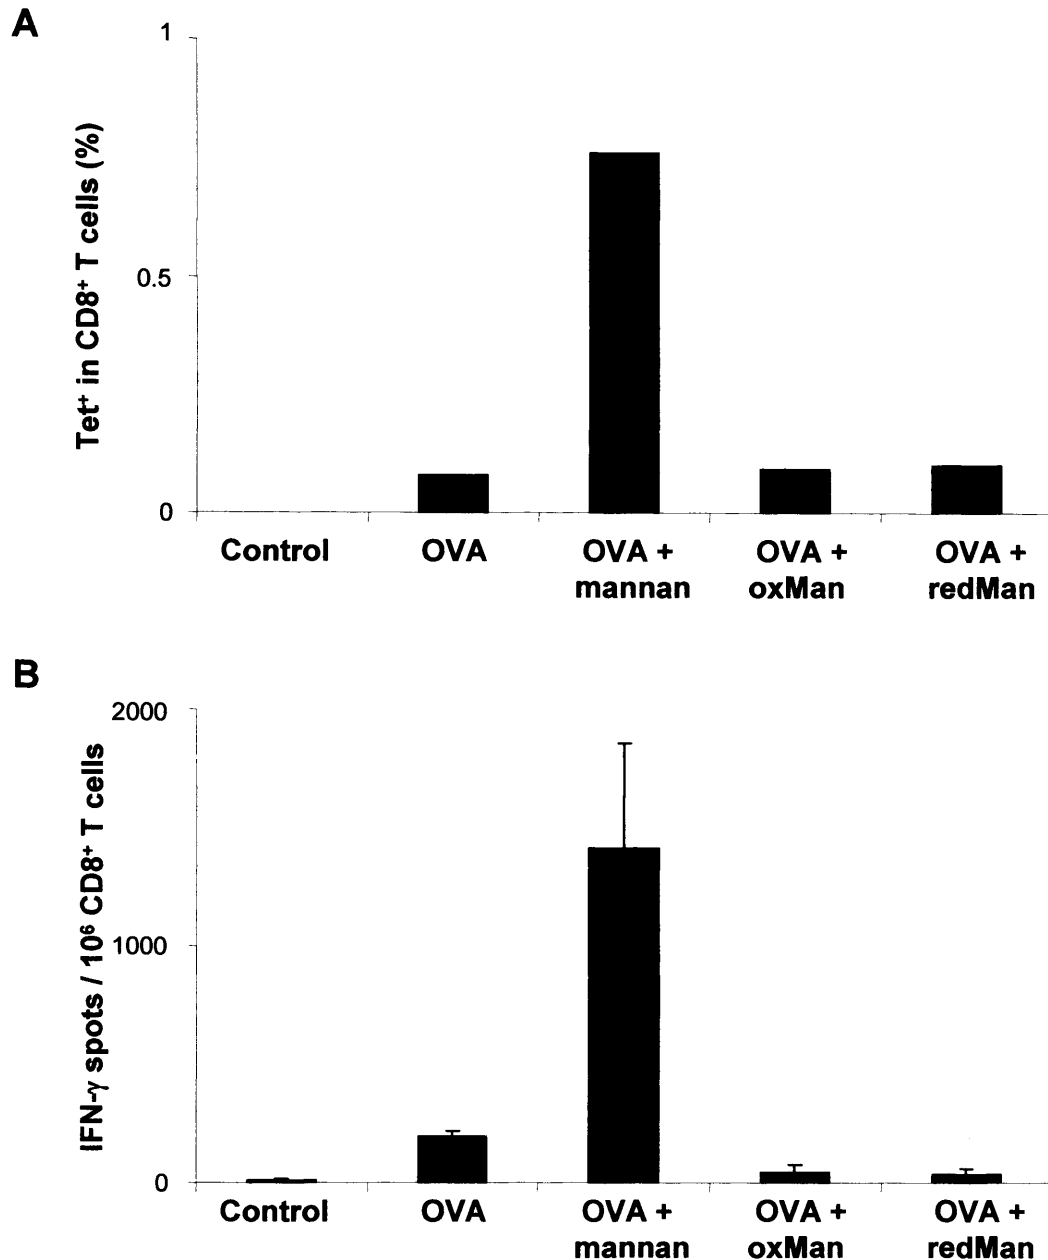 A
Tet⁺ in CD8⁺ T cells (%)
1
0.5
0
Control OVA OVA + OVA + OVA +
mannan oxMan redMan
B
IFN-γ spots / 10⁶ CD8⁺ T cells
2000
1000
0
Control OVA OVA + OVA + OVA +
mannan oxMan redMan